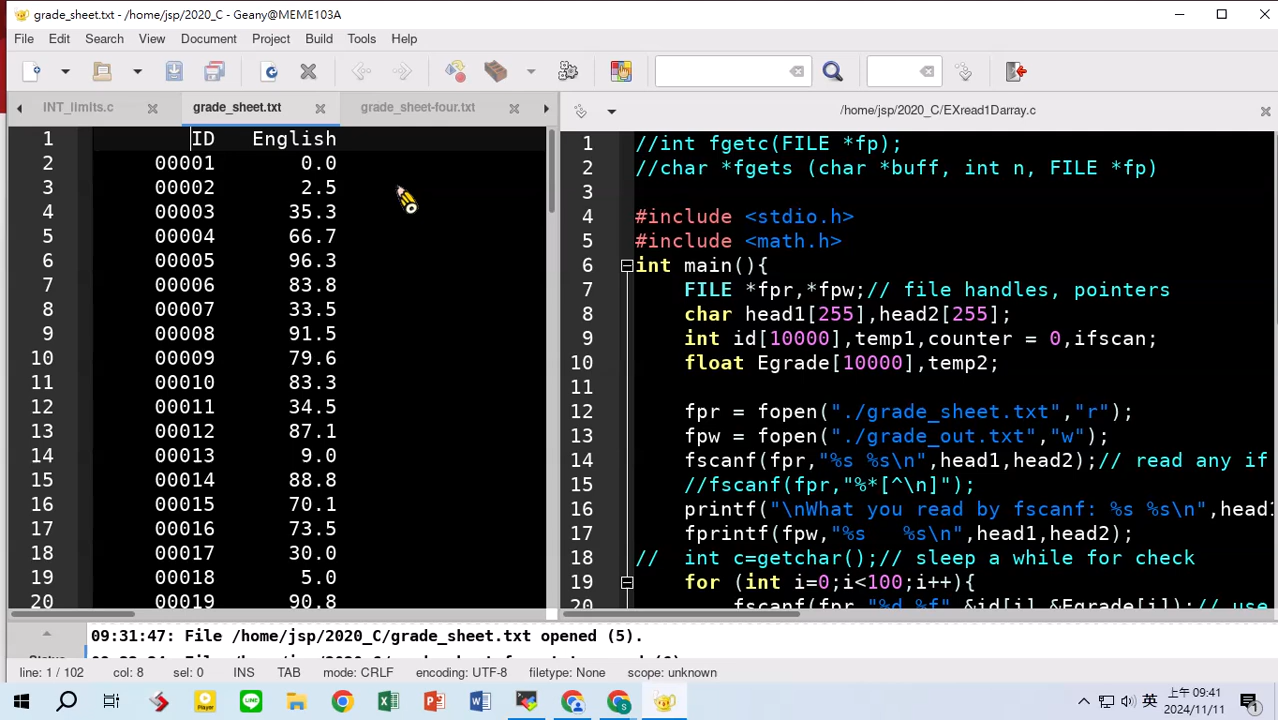 grade_sheet.txt - /home/jsp/2020_C - Geany@MEME103A
File Edit Search View Document Project Build Tools Help
INT_limits.c grade_sheet.txt grade_sheet-four.txt
/home/jsp/2020_C/EXread1Darray.c
1 ID English
2 00001 0.0
3 00002 2.5
4 00003 35.3
5 00004 66.7
6 00005 96.3
7 00006 83.8
8 00007 33.5
9 00008 91.5
10 00009 79.6
11 00010 83.3
12 00011 34.5
13 00012 87.1
14 00013 9.0
15 00014 88.8
16 00015 70.1
17 00016 73.5
18 00017 30.0
19 00018 5.0
20 00019 90.8
1 //int fgetc(FILE *fp);
2 //char *fgets (char *buff, int n, FILE *fp)
3
4 #include <stdio.h>
5 #include <math.h>
6 int main(){
7 FILE *fpr,*fpw;// file handles, pointers
8 char head1[255],head2[255];
9 int id[10000],temp1,counter = 0,ifscan;
10 float Egrade[10000],temp2;
11
12 fpr = fopen("./grade_sheet.txt","r");
13 fpw = fopen("./grade_out.txt","w");
14 fscanf(fpr,"%s %s\n",head1,head2);// read any if
15 //fscanf(fpr,"%*[^\n]");
16 printf("\nWhat you read by fscanf: %s %s\n",head1
17 fprintf(fpw,"%s   %s\n",head1,head2);
18 //  int c=getchar();// sleep a while for check
19 for (int i=0;i<100;i++){
20 fscanf(fpr,"%d %f",&id[i],&Egrade[i]);// use
09:31:47: File /home/jsp/2020_C/grade_sheet.txt opened (5).
line: 1 / 102 col: 8 sel: 0 INS TAB mode: CRLF encoding: UTF-8 filetype: None scope: unknown
Player LINE 英 上午 09:41
2024/11/11 1